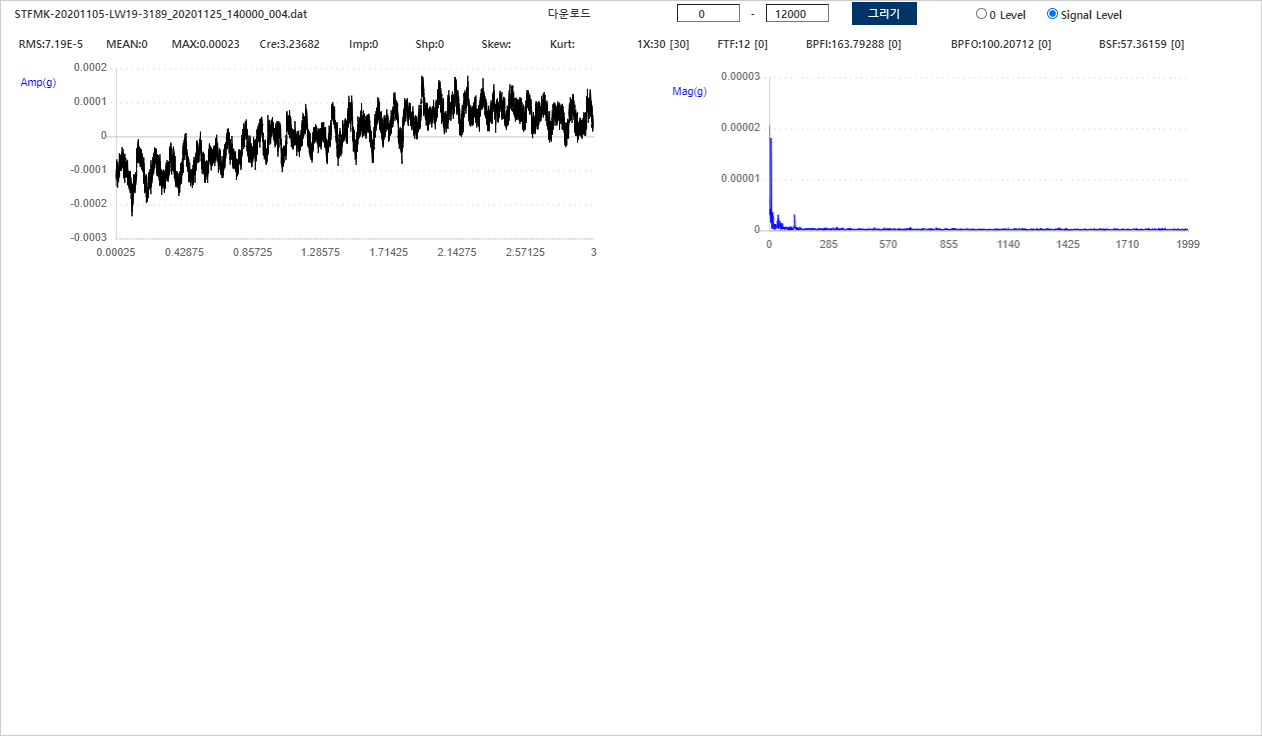 STFMK-20201105-LW19-3189_20201125_140000_004.dat 다운로드 0 - 12000 그리기 0 Level Signal Level
RMS:7.19E-5 MEAN:0 MAX:0.00023 Cre:3.23682 Imp:0 Shp:0 Skew: Kurt: 1X:30 [30] FTF:12 [0] BPFI:163.79288 [0] BPFO:100.20712 [0] BSF:57.36159 [0]
Amp(g)
0.0002
0.0001
0
-0.0001
-0.0002
-0.0003
0.00025 0.42875 0.85725 1.28575 1.71425 2.14275 2.57125 3
Mag(g)
0.00003
0.00002
0.00001
0
0 285 570 855 1140 1425 1710 1999